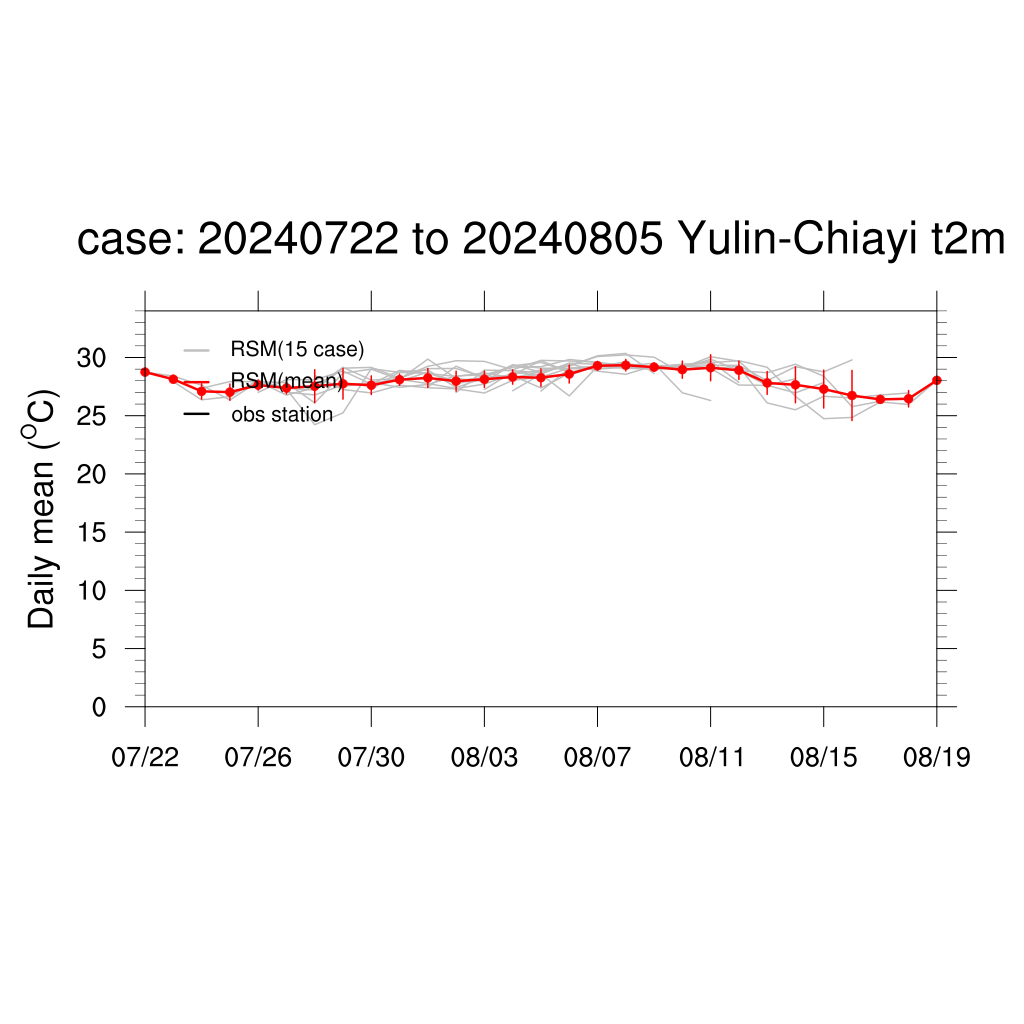 case: 20240722 to 20240805 Yulin-Chiayi t2m
Daily mean (OC)
RSM(15 case)
RSM(mean)
obs station
30
25
20
15
10
5
0
07/22 07/26 07/30 08/03 08/07 08/11 08/15 08/19